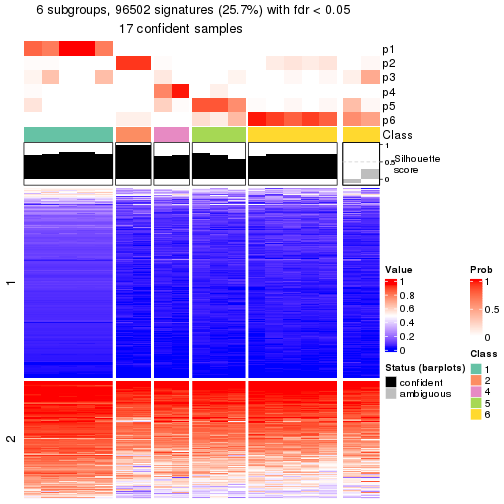 6 subgroups, 96502 signatures (25.7%) with fdr < 0.05
17 confident samples
p1
p2
p3
p4
p5
p6
Class
1
0.5
0
Silhouette
score
1
2
Value
1
0.8
0.6
0.4
0.2
0
Status (barplots)
confident
ambiguous
Prob
1
0.5
0
Class
1
2
4
5
6